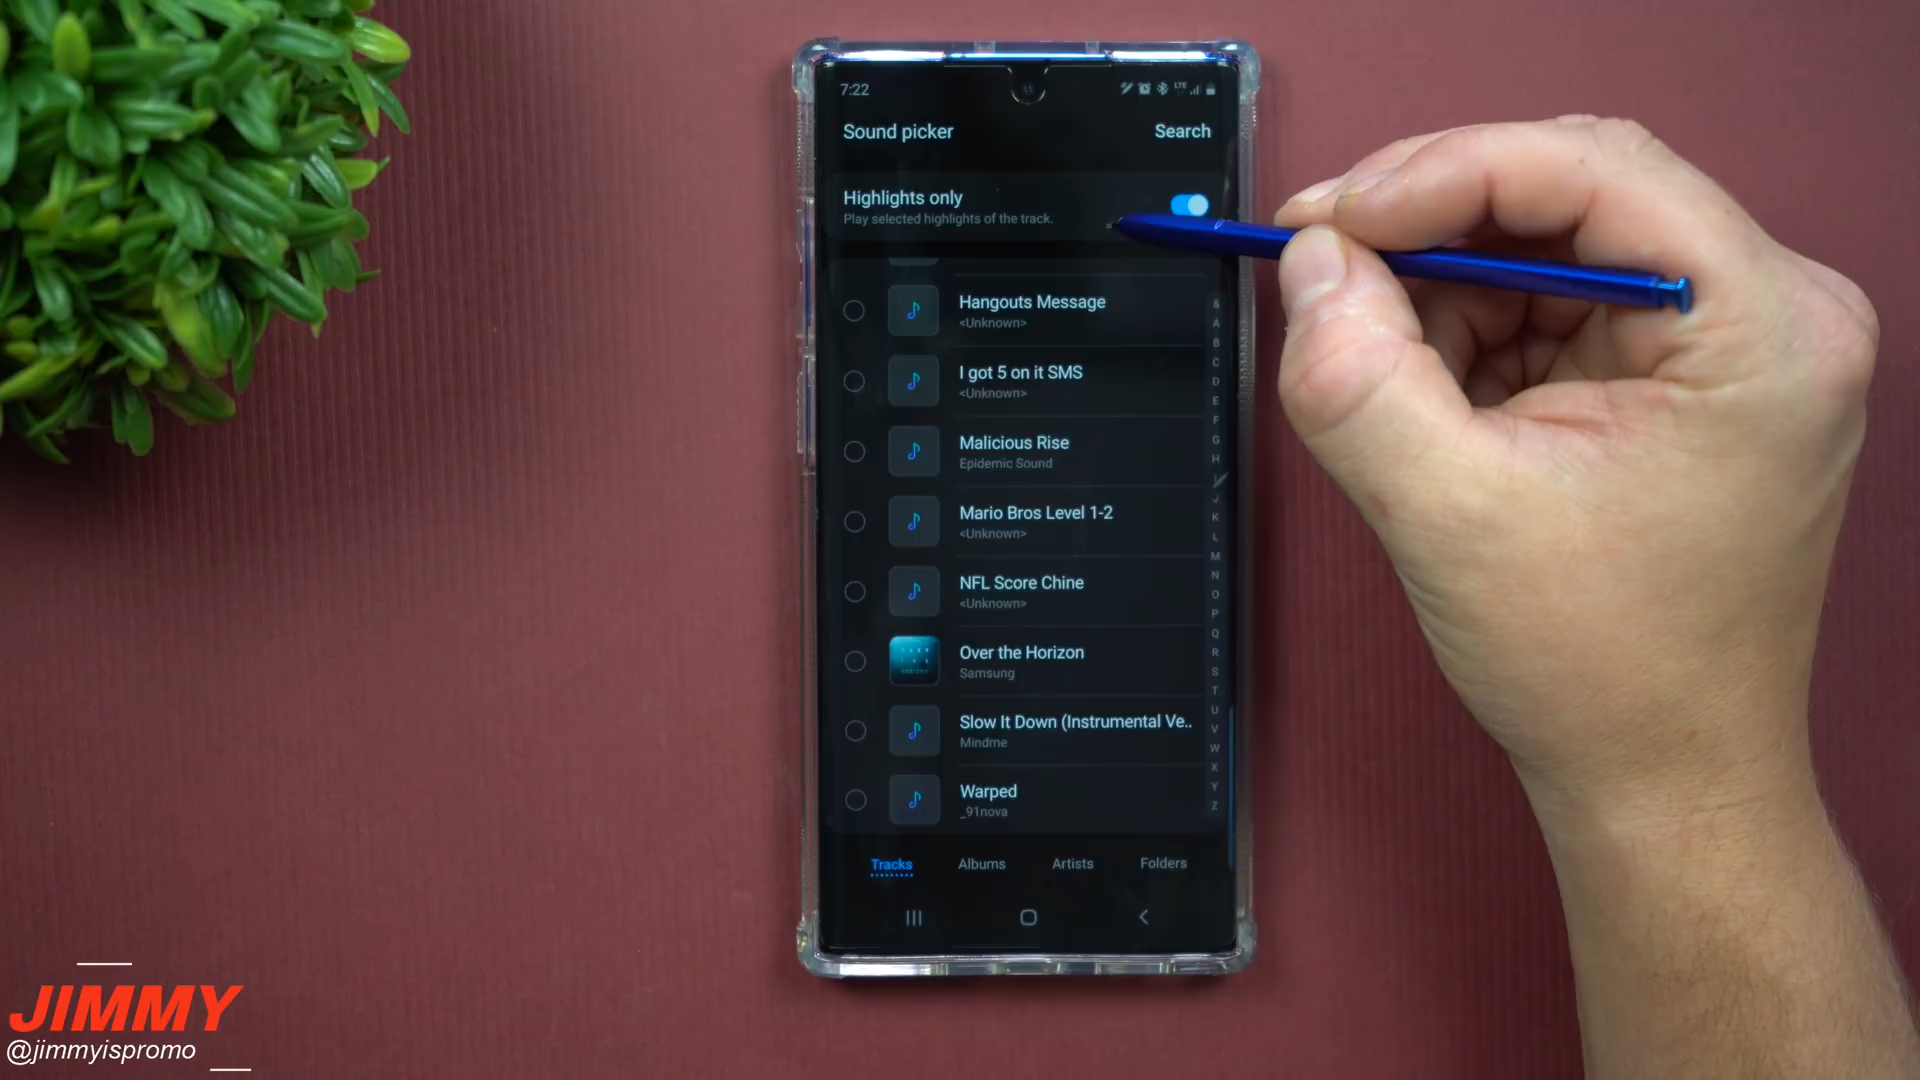 7:22
LTE
Sound picker
Search
Highlights only
Play selected highlights of the track.
Hangouts Message
<Unknown>
I got 5 on it SMS
<Unknown>
Malicious Rise
Epidemic Sound
Mario Bros Level 1-2
<Unknown>
NFL Score Chine
<Unknown>
Over the Horizon
Samsung
Slow It Down (Instrumental Ve..
Mindme
Warped
_91nova
&
A
B
C
D
E
F
G
H
J
K
L
M
N
O
P
Q
R
S
T
U
V
W
X
Y
Z
Tracks
Albums
Artists
Folders
JIMMY
@jimmyispromo